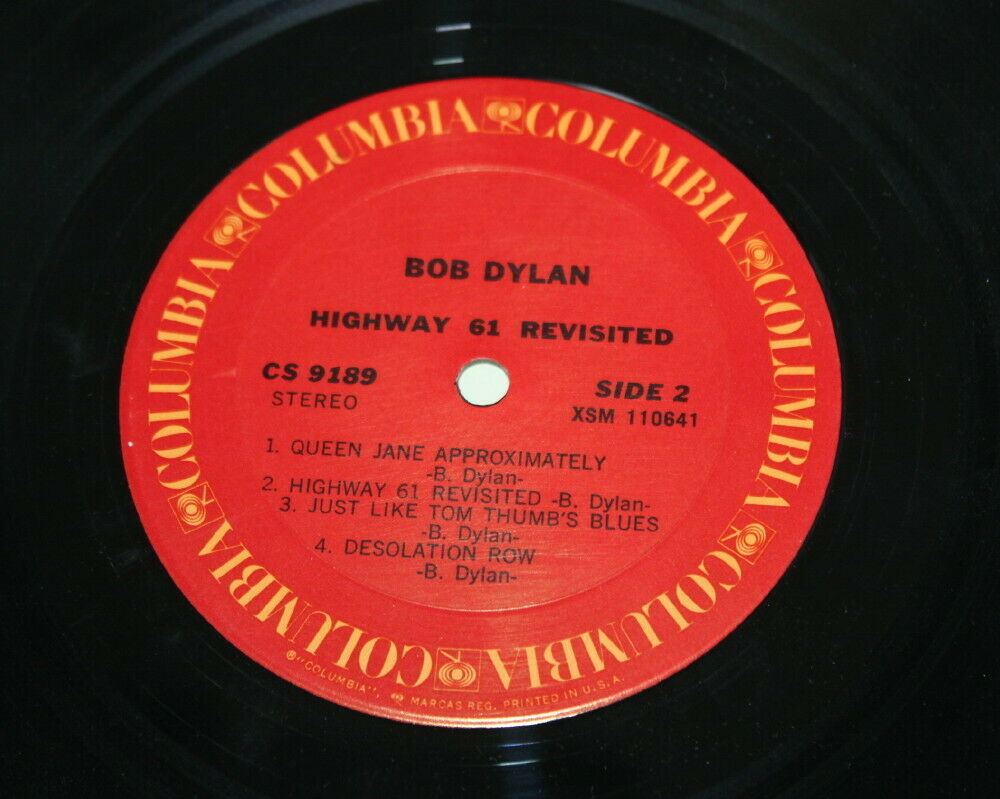 COLUMBIA COLUMBIA COLUMBIA COLUMBIA COLUMBIA COLUMBIA
BOB DYLAN
HIGHWAY 61 REVISITED
CS 9189
STEREO
SIDE 2
XSM 110641
1. QUEEN JANE APPROXIMATELY
-B. Dylan-
2. HIGHWAY 61 REVISITED -B. Dylan-
3. JUST LIKE TOM THUMB'S BLUES
-B. Dylan-
4. DESOLATION ROW
-B. Dylan-
®"COLUMBIA", MARCAS REG. PRINTED IN U.S.A.